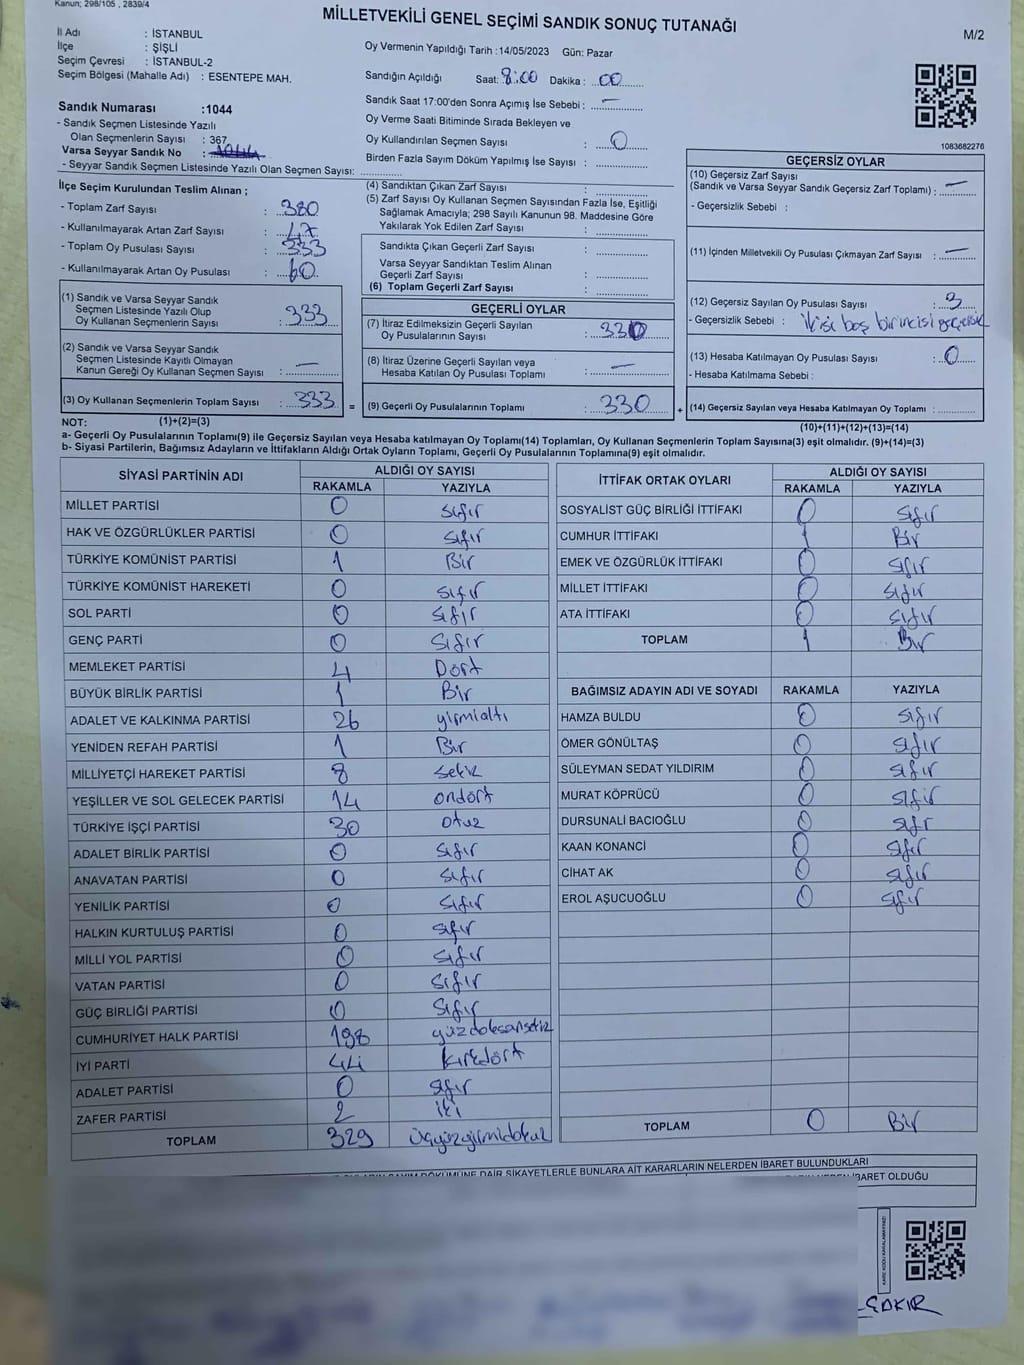 Kanun; 298/105 , 2839/4
MİLLETVEKİLİ GENEL SEÇİMİ SANDIK SONUÇ TUTANAĞI
M/2
İl Adı : İSTANBUL
İlçe : ŞİŞLİ
Seçim Çevresi : İSTANBUL-2
Seçim Bölgesi (Mahalle Adı) : ESENTEPE MAH.
Oy Vermenin Yapıldığı Tarih :14/05/2023 Gün: Pazar
Sandığın Açıldığı Saat: 8:00 Dakika : 00
Sandık Saat 17:00'den Sonra Açımış İse Sebebi : —
Oy Verme Saati Bitiminde Sırada Bekleyen ve
Oy Kullandırılan Seçmen Sayısı : 0
Birden Fazla Sayım Döküm Yapılmış İse Sayısı :
1083682276
Sandık Numarası :1044
- Sandık Seçmen Listesinde Yazılı
Olan Seçmenlerin Sayısı : 367
Varsa Seyyar Sandık No :
- Seyyar Sandık Seçmen Listesinde Yazılı Olan Seçmen Sayısı:
İlçe Seçim Kurulundan Teslim Alınan ;
- Toplam Zarf Sayısı : 380
- Kullanılmayarak Artan Zarf Sayısı : 47
- Toplam Oy Pusulası Sayısı : 333
- Kullanılmayarak Artan Oy Pusulası : 60
(1) Sandık ve Varsa Seyyar Sandık
Seçmen Listesinde Yazılı Olup
Oy Kullanan Seçmenlerin Sayısı : 333
(2) Sandık ve Varsa Seyyar Sandık
Seçmen Listesinde Kayıtlı Olmayan
Kanun Gereği Oy Kullanan Seçmen Sayısı : —
(3) Oy Kullanan Seçmenlerin Toplam Sayısı : 333 =
(4) Sandıktan Çıkan Zarf Sayısı :
(5) Zarf Sayısı Oy Kullanan Seçmen Sayısından Fazla İse, Eşitliği
Sağlamak Amacıyla; 298 Sayılı Kanunun 98. Maddesine Göre
Yakılarak Yok Edilen Zarf Sayısı :
Sandıkta Çıkan Geçerli Zarf Sayısı :
Varsa Seyyar Sandıktan Teslim Alınan
Geçerli Zarf Sayısı :
(6) Toplam Geçerli Zarf Sayısı :
GEÇERLİ OYLAR
(7) İtiraz Edilmeksizin Geçerli Sayılan
Oy Pusulalarının Sayısı : 330
(8) İtiraz Üzerine Geçerli Sayılan veya
Hesaba Katılan Oy Pusulası Toplamı : —
(9) Geçerli Oy Pusulalarının Toplamı : 330 +
GEÇERSİZ OYLAR
(10) Geçersiz Zarf Sayısı
(Sandık ve Varsa Seyyar Sandık Geçersiz Zarf Toplamı) : —
- Geçersizlik Sebebi :
(11) İçinden Milletvekili Oy Pusulası Çıkmayan Zarf Sayısı : —
(12) Geçersiz Sayılan Oy Pusulası Sayısı : 3
- Geçersizlik Sebebi : ikisi boş birincisi geçersiz
(13) Hesaba Katılmayan Oy Pusulası Sayısı : 0
- Hesaba Katılmama Sebebi :
(14) Geçersiz Sayılan veya Hesaba Katılmayan Oy Toplamı :
NOT: (1)+(2)=(3)
(10)+(11)+(12)+(13)=(14)
a- Geçerli Oy Pusulalarının Toplamı(9) ile Geçersiz Sayılan veya Hesaba katılmayan Oy Toplamı(14) Toplamları, Oy Kullanan Seçmenlerin Toplam Sayısına(3) eşit olmalıdır. (9)+(14)=(3)
b- Siyasi Partilerin, Bağımsız Adayların ve İttifakların Aldığı Ortak Oyların Toplamı, Geçerli Oy Pusulalarının Toplamına(9) eşit olmalıdır.
SİYASİ PARTİNİN ADI ALDIĞI OY SAYISI
RAKAMLA YAZIYLA
MİLLET PARTİSİ 0 sıfır
HAK VE ÖZGÜRLÜKLER PARTİSİ 0 sıfır
TÜRKİYE KOMÜNİST PARTİSİ 1 Bir
TÜRKİYE KOMÜNİST HAREKETİ 0 sıfır
SOL PARTİ 0 sıfır
GENÇ PARTİ 0 sıfır
MEMLEKET PARTİSİ 4 Dört
BÜYÜK BİRLİK PARTİSİ 1 Bir
ADALET VE KALKINMA PARTİSİ 26 yirmialtı
YENİDEN REFAH PARTİSİ 1 Bir
MİLLİYETÇİ HAREKET PARTİSİ 8 sekiz
YEŞİLLER VE SOL GELECEK PARTİSİ 14 ondört
TÜRKİYE İŞÇİ PARTİSİ 30 otuz
ADALET BİRLİK PARTİSİ 0 sıfır
ANAVATAN PARTİSİ 0 sıfır
YENİLİK PARTİSİ 0 sıfır
HALKIN KURTULUŞ PARTİSİ 0 sıfır
MİLLİ YOL PARTİSİ 0 sıfır
VATAN PARTİSİ 0 sıfır
GÜÇ BİRLİĞİ PARTİSİ 0 sıfır
CUMHURİYET HALK PARTİSİ 198 yüzdoksansekiz
İYİ PARTİ 44 kırkdört
ADALET PARTİSİ 0 sıfır
ZAFER PARTİSİ 2 iki
TOPLAM 329 üçyüzyirmidokuz
İTTİFAK ORTAK OYLARI ALDIĞI OY SAYISI
RAKAMLA YAZIYLA
SOSYALİST GÜÇ BİRLİĞİ İTTİFAKI 0 sıfır
CUMHUR İTTİFAKI 1 Bir
EMEK VE ÖZGÜRLÜK İTTİFAKI 0 sıfır
MİLLET İTTİFAKI 0 sıfır
ATA İTTİFAKI 0 sıfır
TOPLAM 1 Bir
BAĞIMSIZ ADAYIN ADI VE SOYADI RAKAMLA YAZIYLA
HAMZA BULDU 0 sıfır
ÖMER GÖNÜLTAŞ 0 sıfır
SÜLEYMAN SEDAT YILDIRIM 0 sıfır
MURAT KÖPRÜCÜ 0 sıfır
DURSUNALİ BACIOĞLU 0 sıfır
KAAN KONANCİ 0 sıfır
CİHAT AK 0 sıfır
EROL AŞUCUOĞLU 0 sıfır
TOPLAM 0 Bir
SAYIM DÖKÜMÜNE DAİR ŞİKAYETLERLE BUNLARA AİT KARARLARIN NELERDEN İBARET BULUNDUKLARI
İBARET OLDUĞU